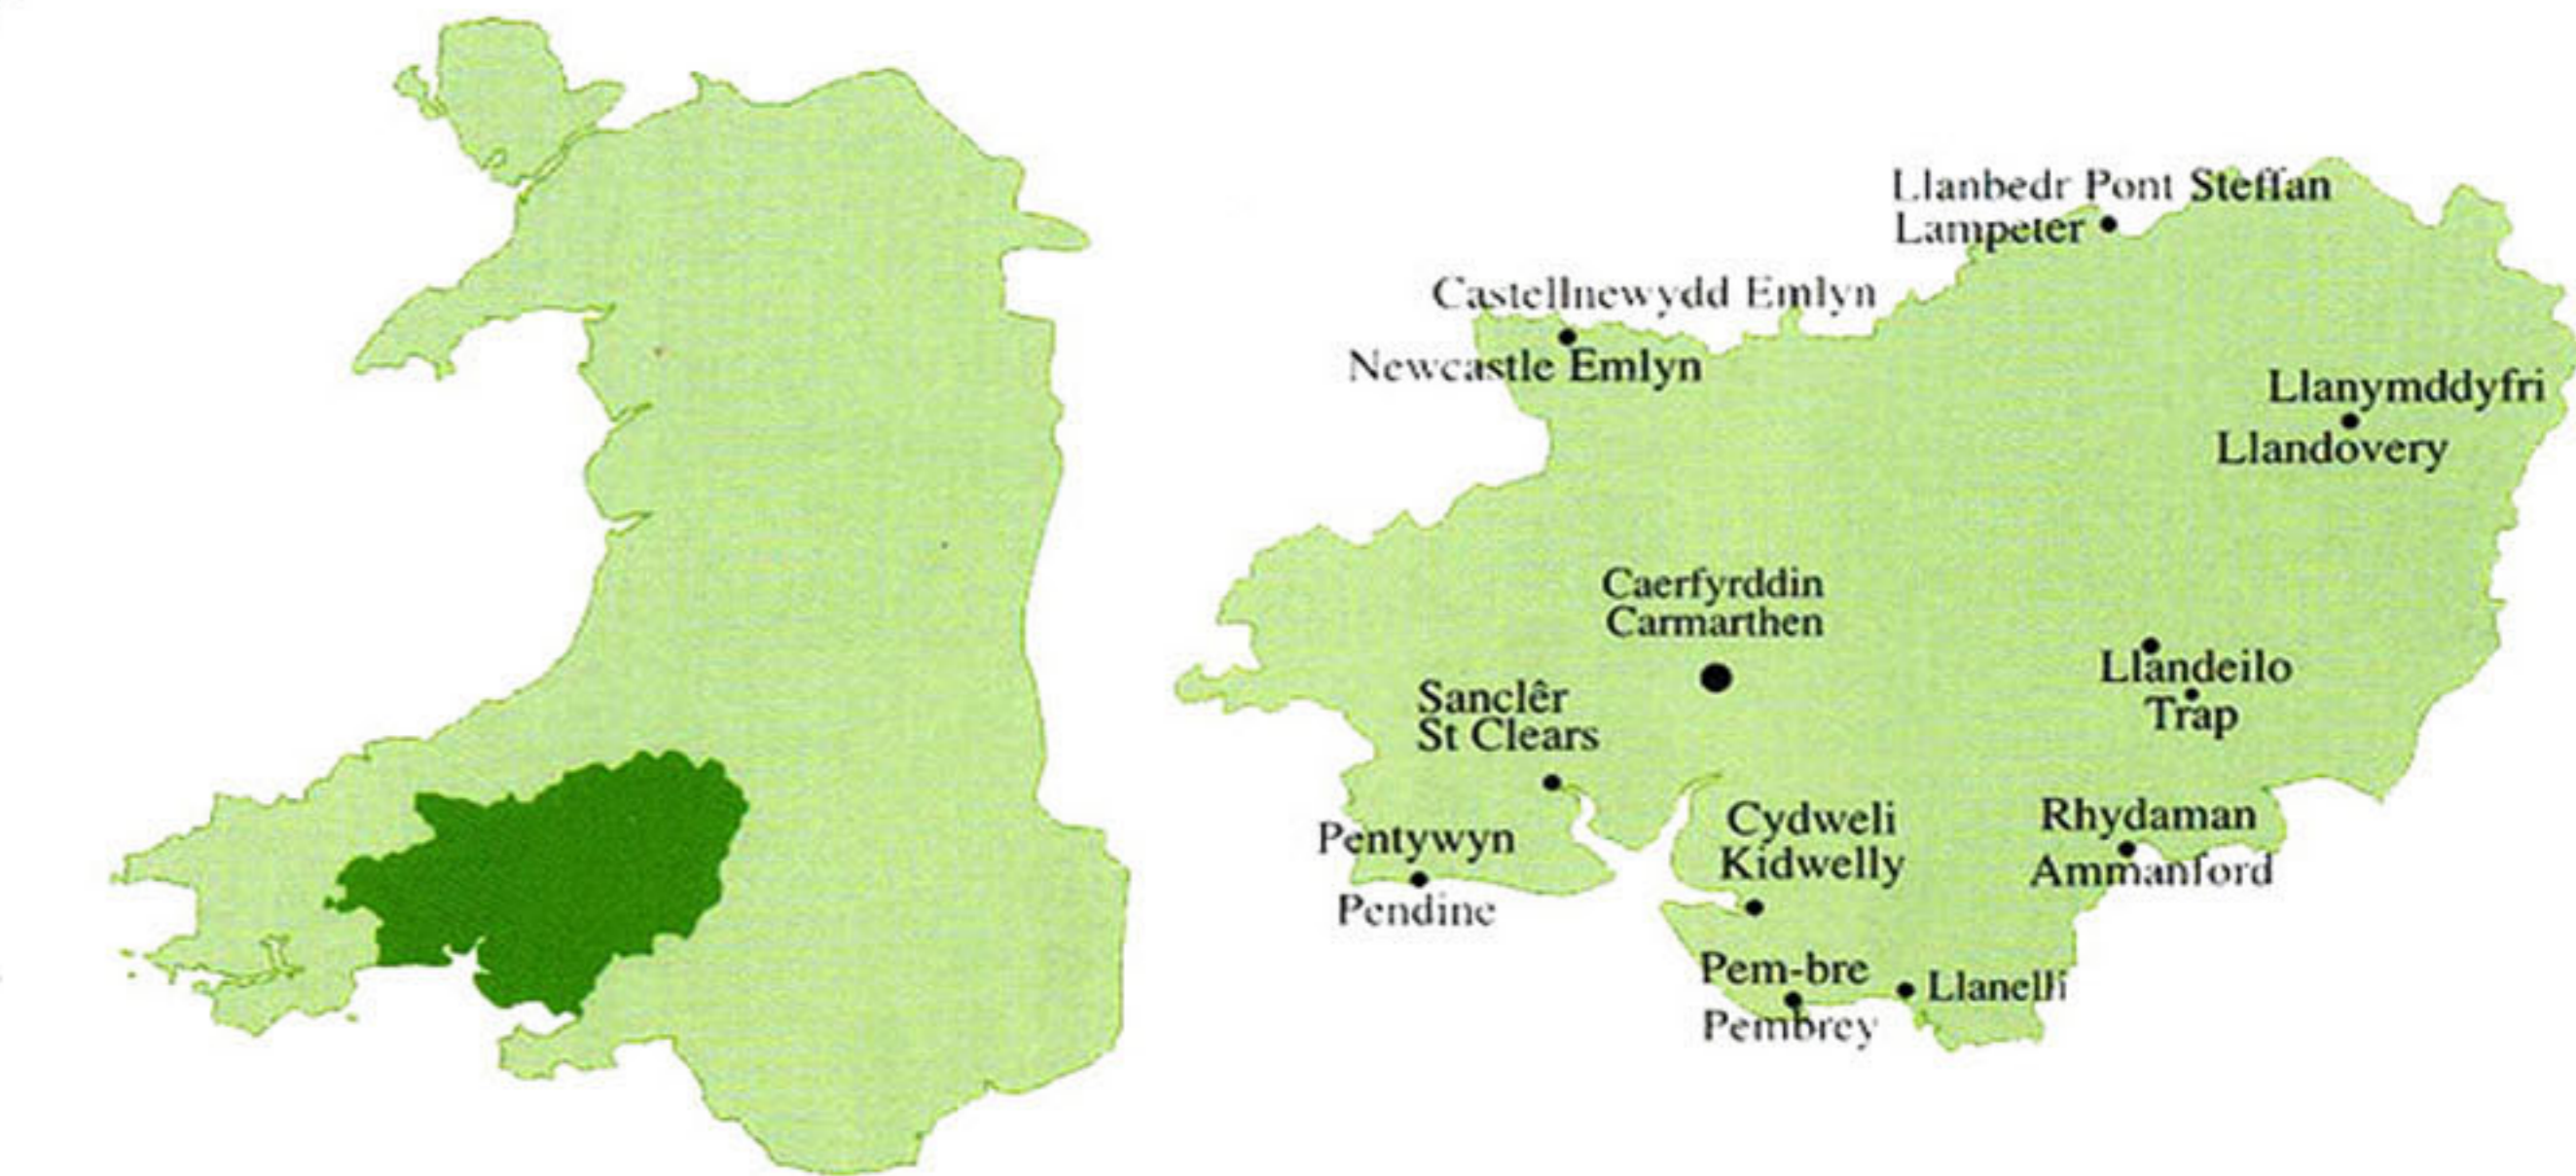 Llanbedr Pont Steffan
Lampeter
Castellnewydd Emlyn
Newcastle Emlyn
Llanymddyfri
Llandovery
Caerfyrddin
Carmarthen
Llandeilo
Trap
Sanclêr
St Clears
Pentywyn
Pendine
Cydweli
Kidwelly
Rhydaman
Ammanford
Pem-bre
Pembrey
Llanelli